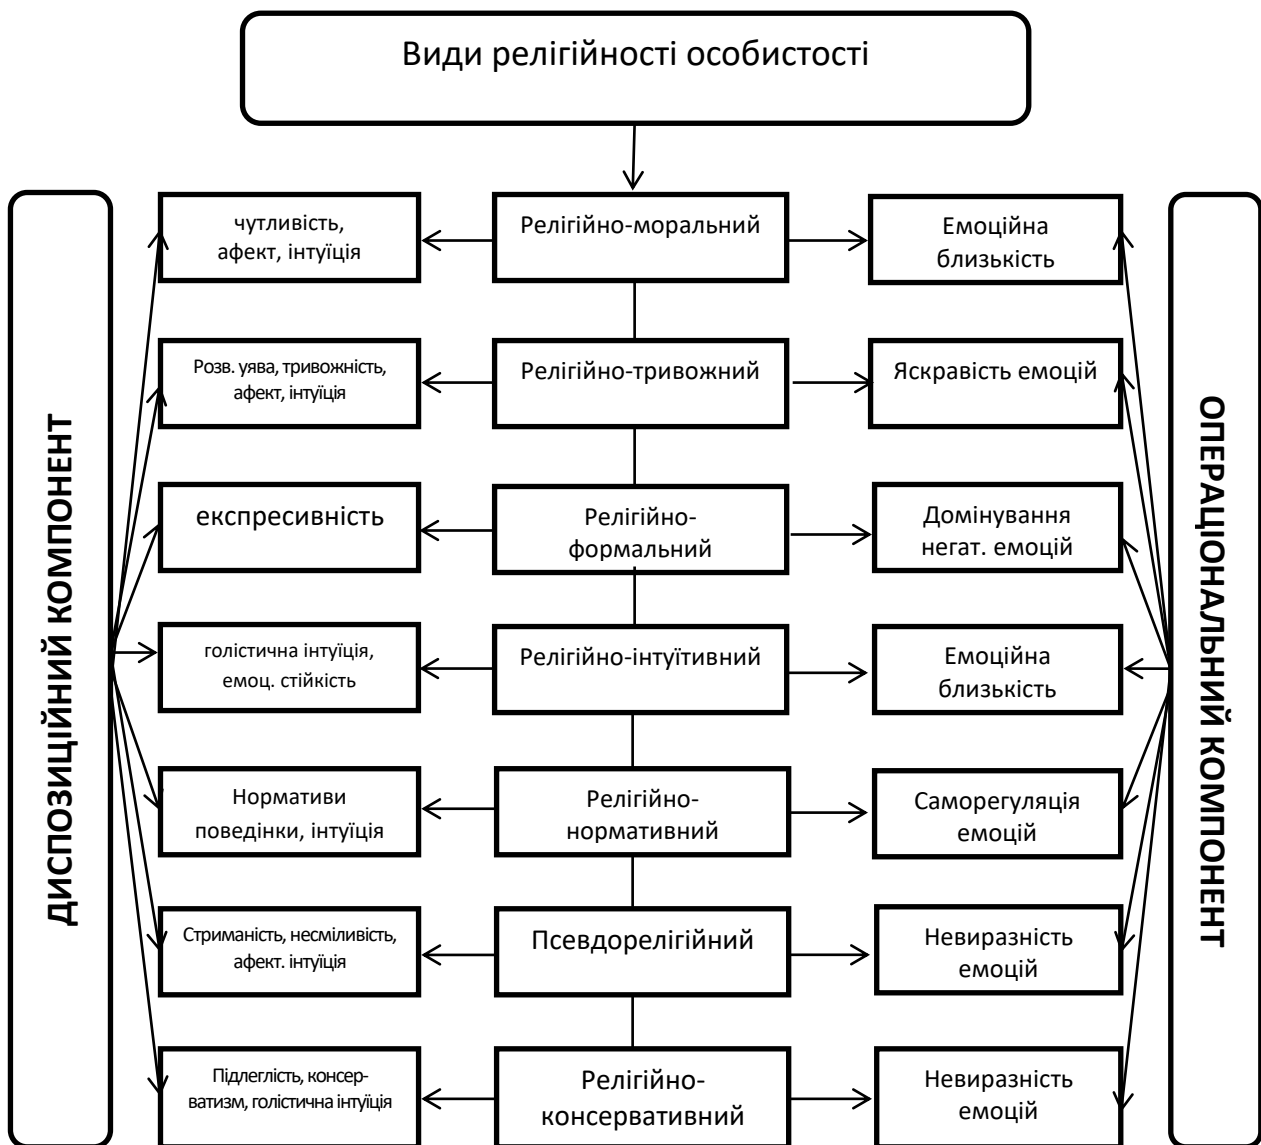 Види релігійності особистості
ДИСПОЗИЦІЙНИЙ КОМПОНЕНТ
чутливість,
афект, інтуїція
Релігійно-моральний
Емоційна
близькість
Розв. уява, тривожність,
афект, інтуїція
Релігійно-тривожний
Яскравість емоцій
експресивність
Релігійно-
формальний
Домінування
негат. емоцій
голістична інтуїція,
емоц. стійкість
Релігійно-інтуїтивний
Емоційна
близькість
Нормативи
поведінки, інтуїція
Релігійно-
нормативний
Саморегуляція
емоцій
Стриманість, несміливість,
афект. інтуїція
Псевдорелігійний
Невиразність
емоцій
Підлеглість, консер-
ватизм, голістична інтуїція
Релігійно-
консервативний
Невиразність
емоцій
ОПЕРАЦІОНАЛЬНИЙ КОМПОНЕНТ